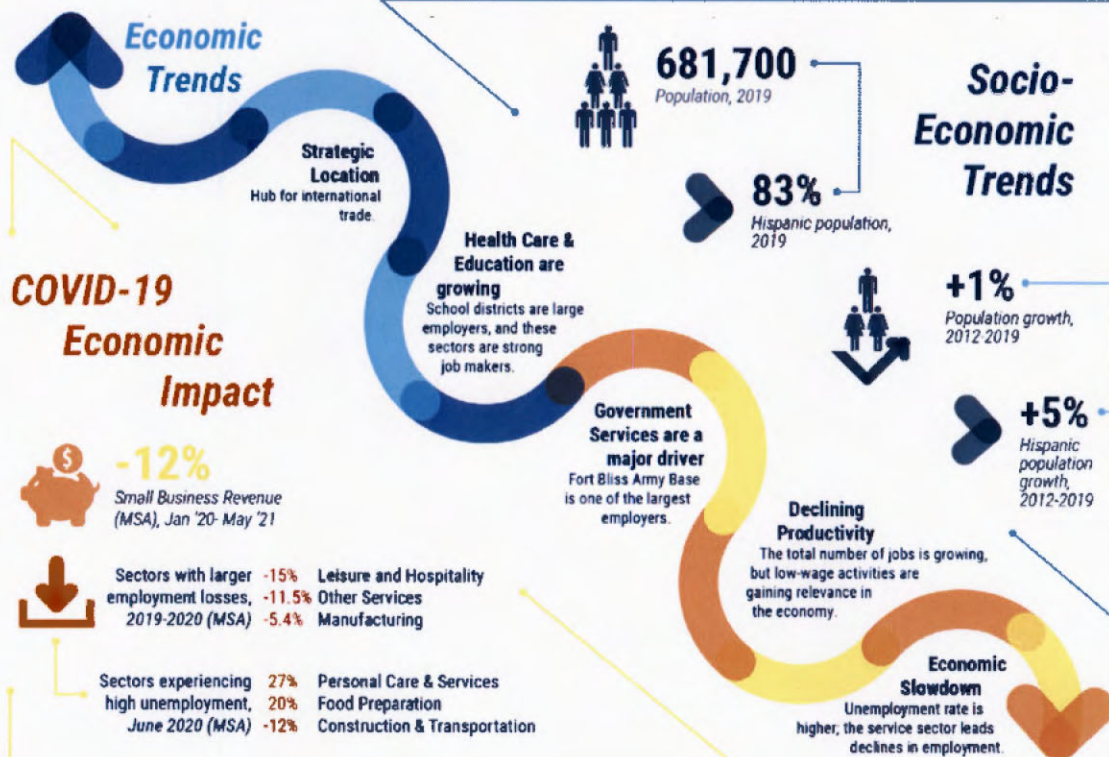 Economic
Trends
Strategic
Location
Hub for international
trade.
Health Care &
Education are
growing
School districts are large
employers, and these
sectors are strong
job makers.
Government
Services are a
major driver
Fort Bliss Army Base
is one of the largest
employers.
Declining
Productivity
The total number of jobs is growing,
but low-wage activities are
gaining relevance in
the economy.
Economic
Slowdown
Unemployment rate is
higher; the service sector leads
declines in employment.
Socio-
Economic
Trends
681,700
Population, 2019
83%
Hispanic population,
2019
+1%
Population growth,
2012-2019
+5%
Hispanic
population
growth,
2012-2019
COVID-19
Economic
Impact
$
-12%
Small Business Revenue
(MSA), Jan '20- May '21
Sectors with larger -15% Leisure and Hospitality
employment losses, -11.5% Other Services
2019-2020 (MSA) -5.4% Manufacturing
Sectors experiencing 27% Personal Care & Services
high unemployment, 20% Food Preparation
June 2020 (MSA) -12% Construction & Transportation